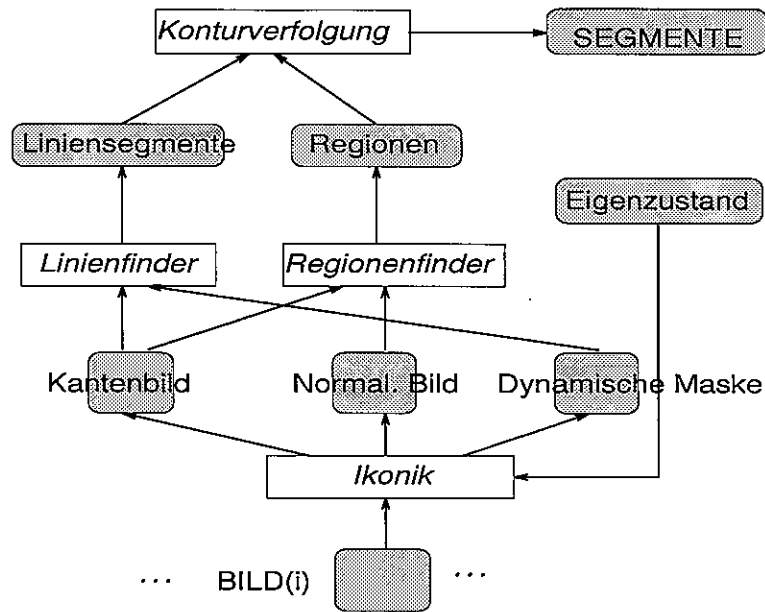 Konturverfolgung
SEGMENTE
Liniensegmente
Regionen
Eigenzustand
Linienfinder
Regionenfinder
Kantenbild
Normal. Bild
Dynamische Maske
Ikonik
... BILD(i) ...